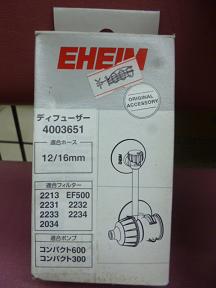 EHEIM
ORIGINAL
ACCESSORY
ディフューザー
4003651
適合ホース
12/16mm
適合フィルター
2213 EF500
2231 2232
2233 2234
2034
適合ポンプ
コンパクト600
コンパクト300
EHEIM